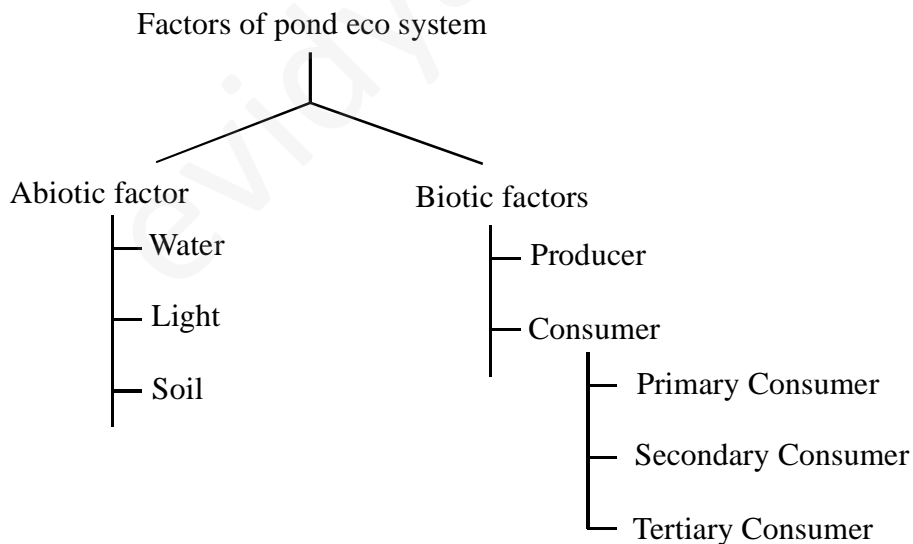 Factors of pond eco system
Abiotic factor
Water
Light
Soil
Biotic factors
Producer
Consumer
Primary Consumer
Secondary Consumer
Tertiary Consumer